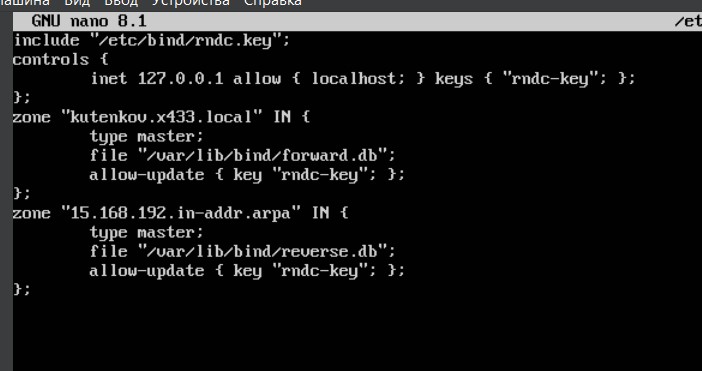 Машина Вид Ввод Устройства Справка
GNU nano 8.1 /et
include "/etc/bind/rndc.key";
controls {
inet 127.0.0.1 allow { localhost; } keys { "rndc-key"; };
};
zone "kutenkov.x433.local" IN {
type master;
file "/var/lib/bind/forward.db";
allow-update { key "rndc-key"; };
};
zone "15.168.192.in-addr.arpa" IN {
type master;
file "/var/lib/bind/reverse.db";
allow-update { key "rndc-key"; };
};